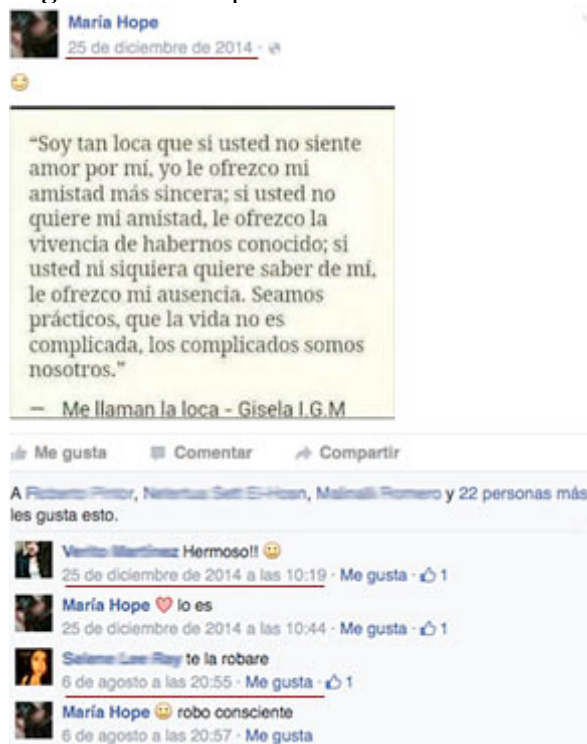 María Hope
25 de diciembre de 2014 ·
“Soy tan loca que si usted no siente
amor por mí, yo le ofrezco mi
amistad más sincera; si usted no
quiere mi amistad, le ofrezco la
vivencia de habernos conocido; si
usted ni siquiera quiere saber de mí,
le ofrezco mi ausencia. Seamos
prácticos, que la vida no es
complicada, los complicados somos
nosotros.”
— Me llaman la loca - Gisela I.G.M
Me gusta Comentar Compartir
A , , y 22 personas más
les gusta esto.
Hermoso!!
25 de diciembre de 2014 a las 10:19 · Me gusta · 1
María Hope lo es
25 de diciembre de 2014 a las 10:44 · Me gusta · 1
te la robare
6 de agosto a las 20:55 · Me gusta · 1
María Hope robo consciente
6 de agosto a las 20:57 · Me gusta